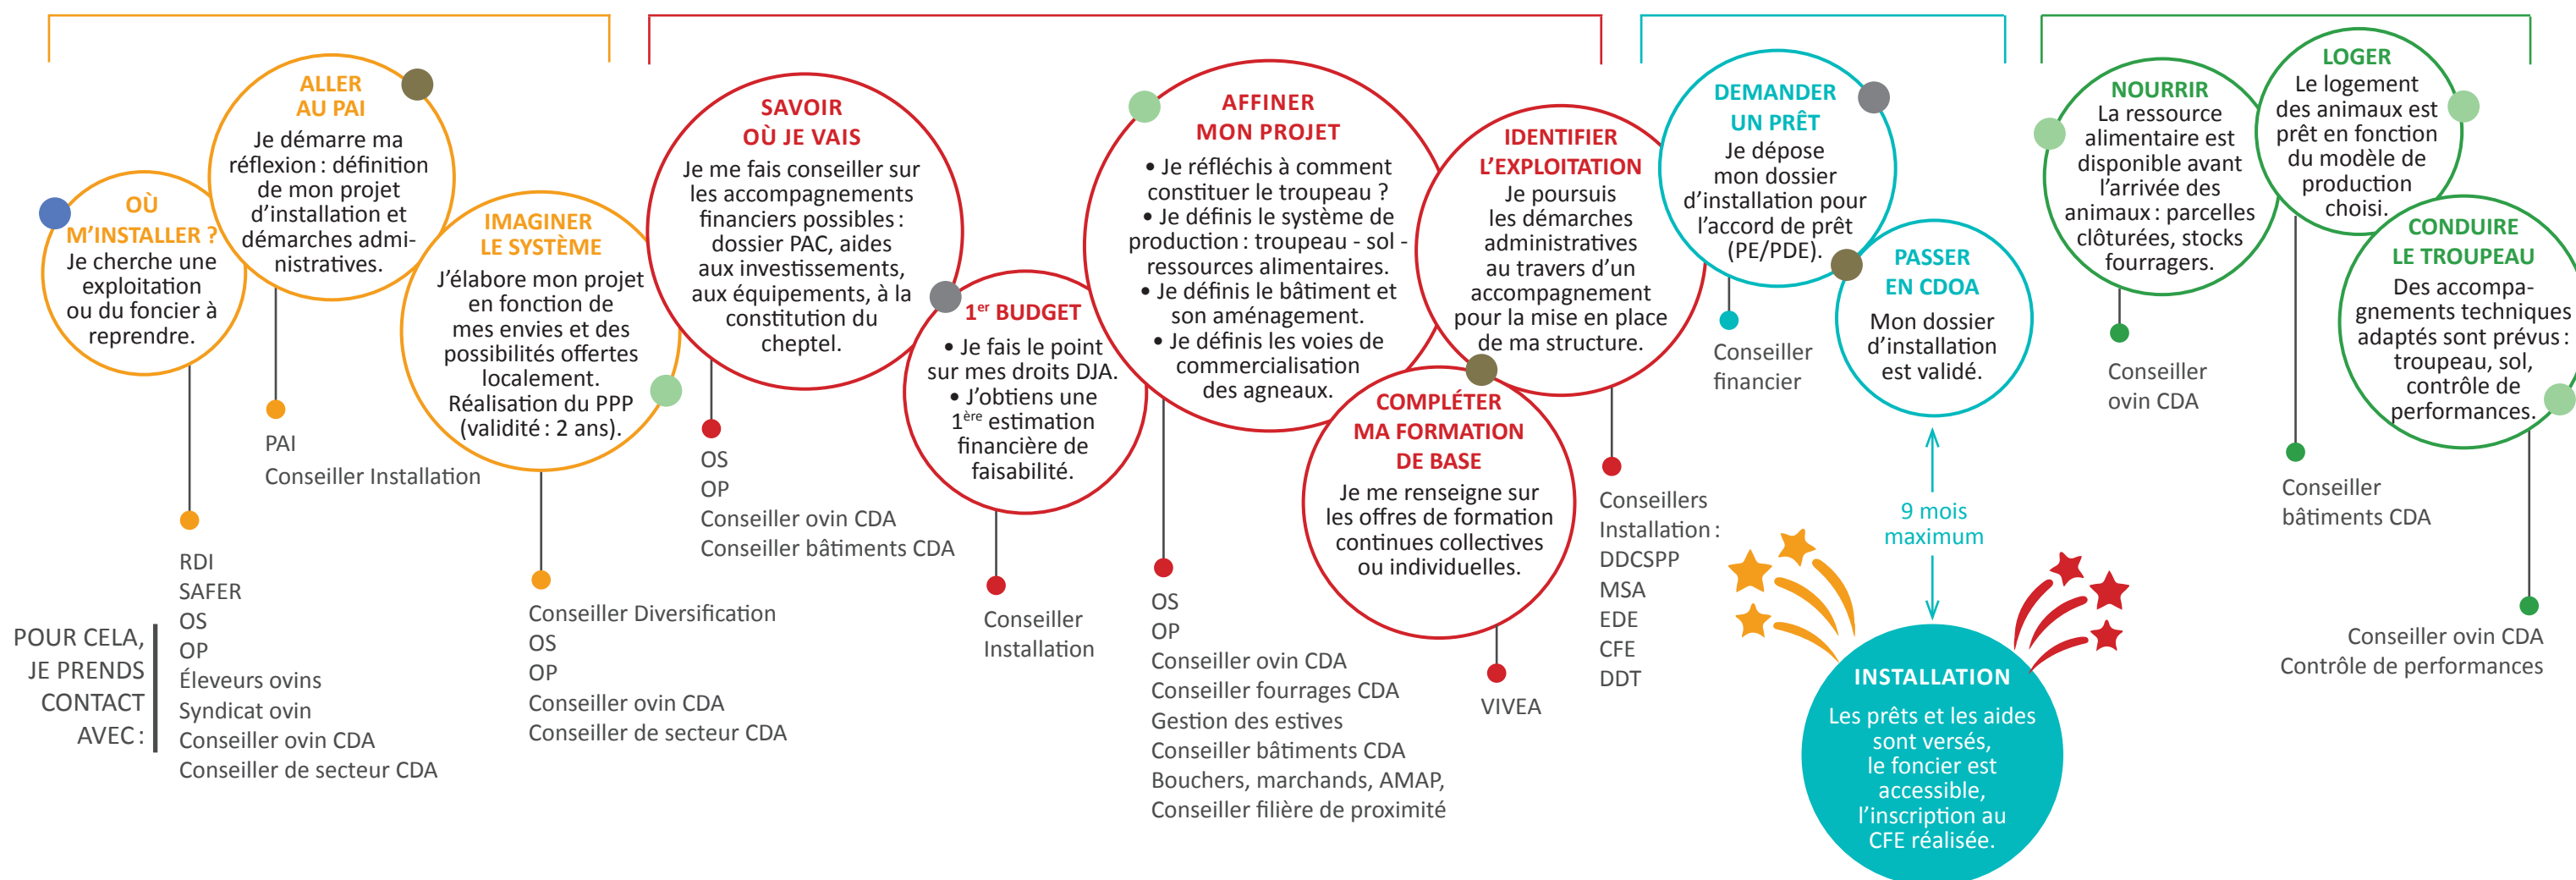 OÙ
M'INSTALLER ?
Je cherche une
exploitation
ou du foncier à
reprendre.
RDI
SAFER
OS
OP
Éleveurs ovins
Syndicat ovin
Conseiller ovin CDA
Conseiller de secteur CDA
POUR CELA,
JE PRENDS
CONTACT
AVEC :
ALLER
AU PAI
Je démarre ma
réflexion : définition
de mon projet
d'installation et
démarches admi-
nistratives.
PAI
Conseiller Installation
IMAGINER
LE SYSTÈME
J'élabore mon projet
en fonction de
mes envies et des
possibilités offertes
localement.
Réalisation du PPP
(validité : 2 ans).
Conseiller Diversification
OS
OP
Conseiller ovin CDA
Conseiller de secteur CDA
SAVOIR
OÙ JE VAIS
Je me fais conseiller sur
les accompagnements
financiers possibles :
dossier PAC, aides
aux investissements,
aux équipements, à la
constitution du
cheptel.
OS
OP
Conseiller ovin CDA
Conseiller bâtiments CDA
1er BUDGET
• Je fais le point
sur mes droits DJA.
• J'obtiens une
1ère estimation
financière de
faisabilité.
Conseiller
Installation
AFFINER
MON PROJET
• Je réfléchis à comment
constituer le troupeau ?
• Je définis le système de
production : troupeau - sol -
ressources alimentaires.
• Je définis le bâtiment et
son aménagement.
• Je définis les voies de
commercialisation
des agneaux.
OS
OP
Conseiller ovin CDA
Conseiller fourrages CDA
Gestion des estives
Conseiller bâtiments CDA
Bouchers, marchands, AMAP,
Conseiller filière de proximité
COMPLÉTER
MA FORMATION
DE BASE
Je me renseigne sur
les offres de formation
continues collectives
ou individuelles.
VIVEA
IDENTIFIER
L'EXPLOITATION
Je poursuis
les démarches
administratives
au travers d'un
accompagnement
pour la mise en place
de ma structure.
Conseillers
Installation :
DDCSPP
MSA
EDE
CFE
DDT
DEMANDER
UN PRÊT
Je dépose
mon dossier
d'installation pour
l'accord de prêt
(PE/PDE).
Conseiller
financier
PASSER
EN CDOA
Mon dossier
d'installation
est validé.
9 mois
maximum
INSTALLATION
Les prêts et les aides
sont versés,
le foncier est
accessible,
l'inscription au
CFE réalisée.
NOURRIR
La ressource
alimentaire est
disponible avant
l'arrivée des
animaux : parcelles
clôturées, stocks
fourragers.
Conseiller
ovin CDA
LOGER
Le logement
des animaux est
prêt en fonction
du modèle de
production
choisi.
Conseiller
bâtiments CDA
CONDUIRE
LE TROUPEAU
Des accompa-
gnements techniques
adaptés sont prévus :
troupeau, sol,
contrôle de
performances.
Conseiller ovin CDA
Contrôle de performances